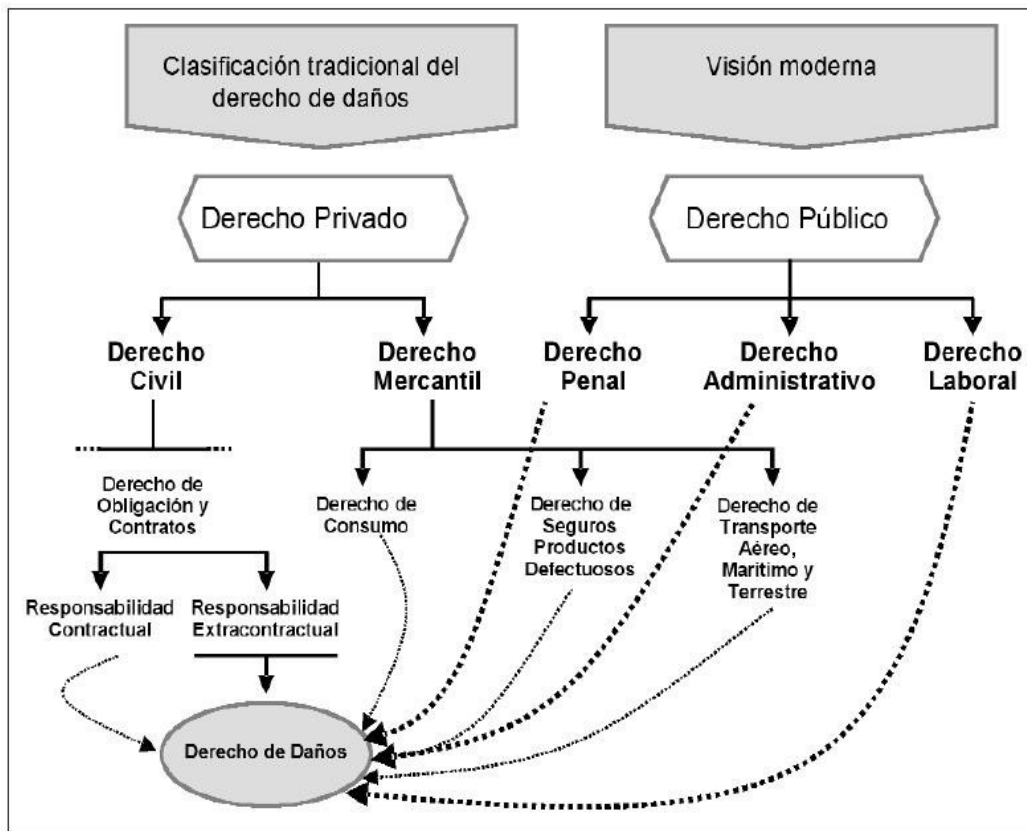 Clasificación tradicional del
derecho de daños
Visión moderna
Derecho Privado
Derecho Público
Derecho
Civil
Derecho
Mercantil
Derecho
Penal
Derecho
Administrativo
Derecho
Laboral
Derecho de
Obligación y
Contratos
Derecho de
Consumo
Derecho de
Seguros
Productos
Defectuosos
Derecho de
Transporte
Aéreo,
Marítimo y
Terrestre
Responsabilidad
Contractual
Responsabilidad
Extracontractual
Derecho de Daños